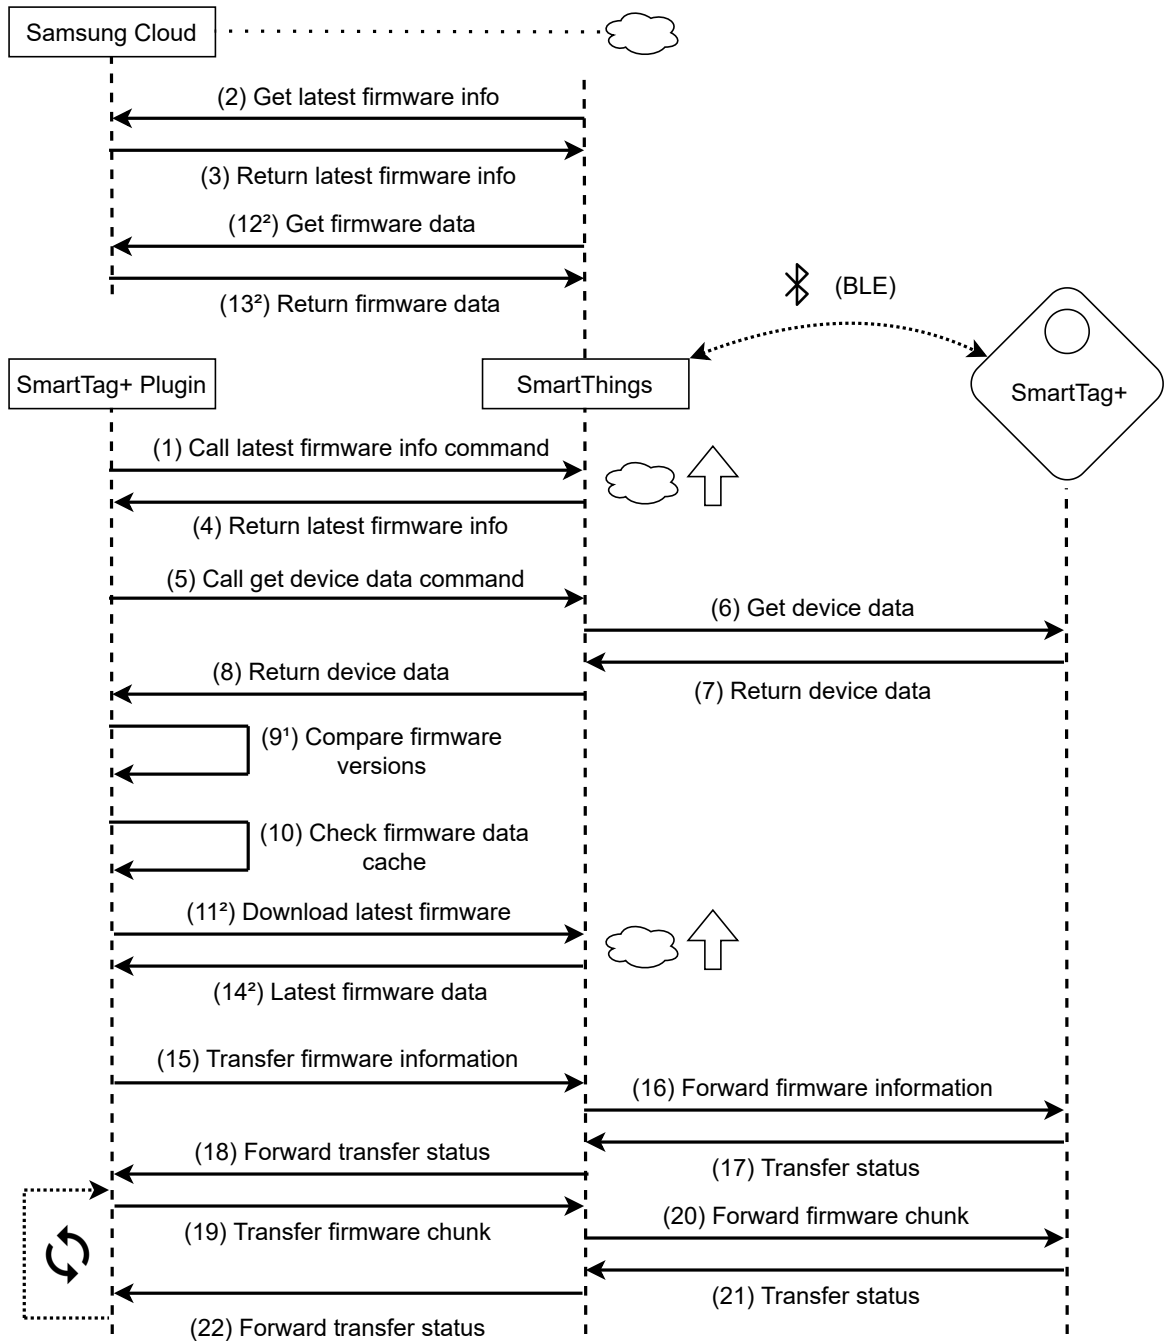 Samsung Cloud
(2) Get latest firmware info
(3) Return latest firmware info
(12²) Get firmware data
(13²) Return firmware data
(BLE)
SmartTag+ Plugin
SmartThings
SmartTag+
(1) Call latest firmware info command
(4) Return latest firmware info
(5) Call get device data command
(6) Get device data
(8) Return device data
(7) Return device data
(9¹) Compare firmware
versions
(10) Check firmware data
cache
(11²) Download latest firmware
(14²) Latest firmware data
(15) Transfer firmware information
(16) Forward firmware information
(18) Forward transfer status
(17) Transfer status
(19) Transfer firmware chunk
(20) Forward firmware chunk
(21) Transfer status
(22) Forward transfer status